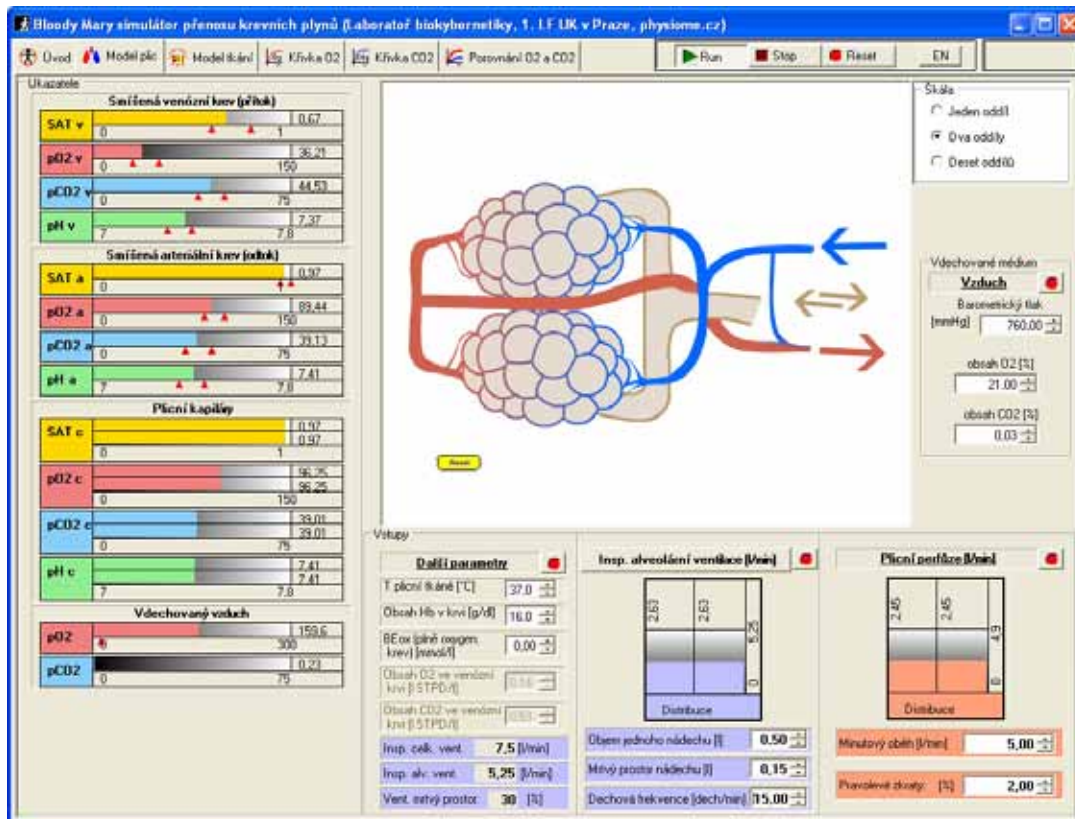 Bloody Mary simulátor přenosu krevních plynů (Laboratoř biokybernetiky, 1. LF UK v Praze, physiome.cz)
Úvod Model plic Model tkání Křivka O2 Křivka CO2 Porovnání O2 a CO2 Run Stop Reset EN
Ukazatele
Smíšená venózní krev (přítok)
SAT v 0,67
0 1
pO2 v 36,21
0 150
pCO2 v 44,53
0 75
pH v 7,37
7 7,8
Smíšená arteriální krev (odtok)
SAT a 0,97
0 1
pO2 a 89,44
0 150
pCO2 a 39,13
0 75
pH a 7,41
7 7,8
Plicní kapiláry
SAT c 0,97
0,97
0 1
pO2 c 96,25
96,25
0 150
pCO2 c 39,01
39,01
0 75
pH c 7,41
7,41
7 7,8
Vdechovaný vzduch
pO2 159,6
0 300
pCO2 0,23
0 75
Reset
Škála
Jeden oddíl
Dva oddíly
Deset oddílů
Vdechované médium
Vzduch
Barometrický tlak
[mmHg] 760.00
obsah O2 [%]
21.00
obsah CO2 [%]
0.03
Vstupy
Další parametry
T plicní tkáně [°C] 37.0
Obsah Hb v krvi [g/dl] 16.0
BEox (plně oxygen.
krev) [mmol/l] 0,00
Obsah O2 ve venózní
krvi [l STPD/l]
Obsah CO2 ve venózní
krvi [l STPD/l]
Insp. celk. vent. 7,5 [l/min]
Insp. alv. vent. 5,25 [l/min]
Vent. mrtvý prostor: 30 [%]
Insp. alveolární ventilace [l/min]
2.63 2.63 5.25
0
Distribuce
Objem jednoho nádechu [l] 0,50
Mrtvý prostor nádechu [l] 0,15
Dechová frekvence [dech/min] 15,00
Plicní perfúze [l/min]
2.45 2.45 4.9
0
Distribuce
Minutový oběh [l/min] 5,00
Pravolevé zkraty: [%] 2,00